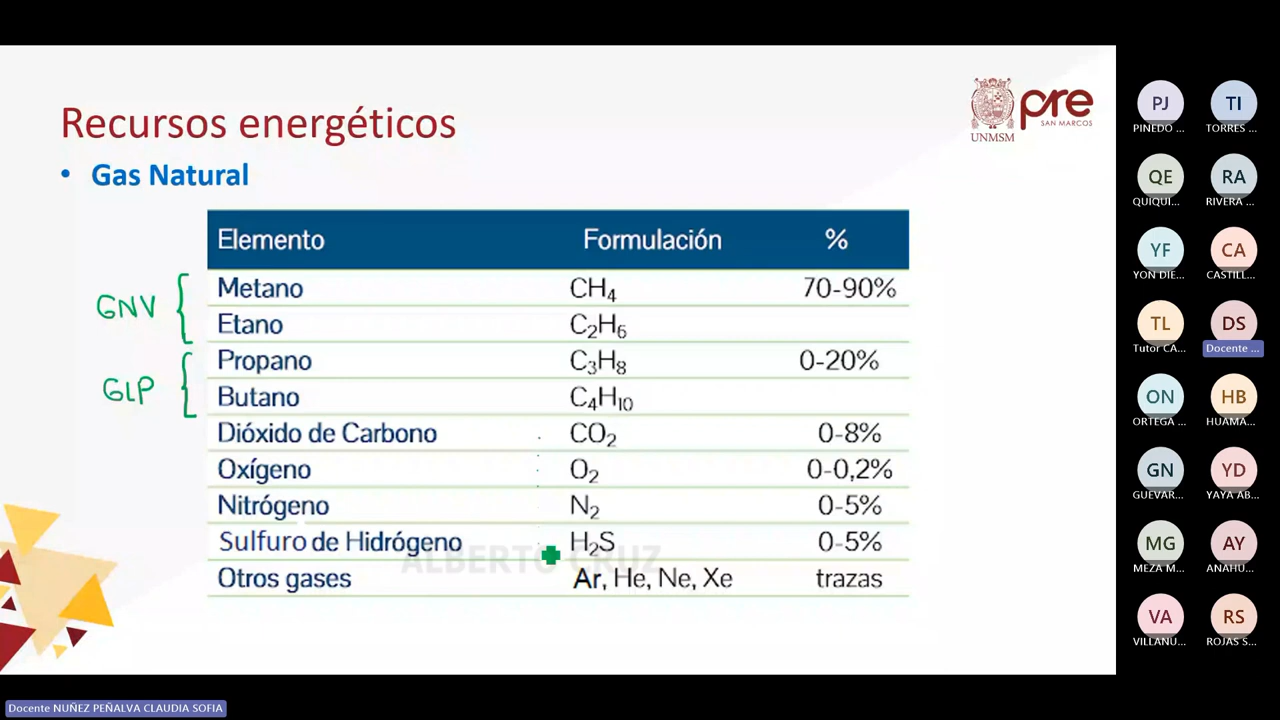 Recursos energéticos
UNMSM
pre
SAN MARCOS
• Gas Natural
Elemento Formulación %
GNV
Metano CH₄ 70-90%
Etano C₂H₆
GLP
Propano C₃H₈ 0-20%
Butano C₄H₁₀
Dióxido de Carbono CO₂ 0-8%
Oxígeno O₂ 0-0,2%
Nitrógeno N₂ 0-5%
Sulfuro de Hidrógeno H₂S 0-5%
ALBERTO CRUZ
Otros gases Ar, He, Ne, Xe trazas
PJ TI
PINEDO ... TORRES ...
QE RA
QUIQUI... RIVERA ...
YF CA
YON DIE... CASTILL...
TL DS
Tutor CA... Docente ...
ON HB
ORTEGA ... HUAMA...
GN YD
GUEVAR... YAYA AB...
MG AY
MEZA M... ANAHU...
VA RS
VILLANU... ROJAS S...
Docente NUÑEZ PEÑALVA CLAUDIA SOFIA